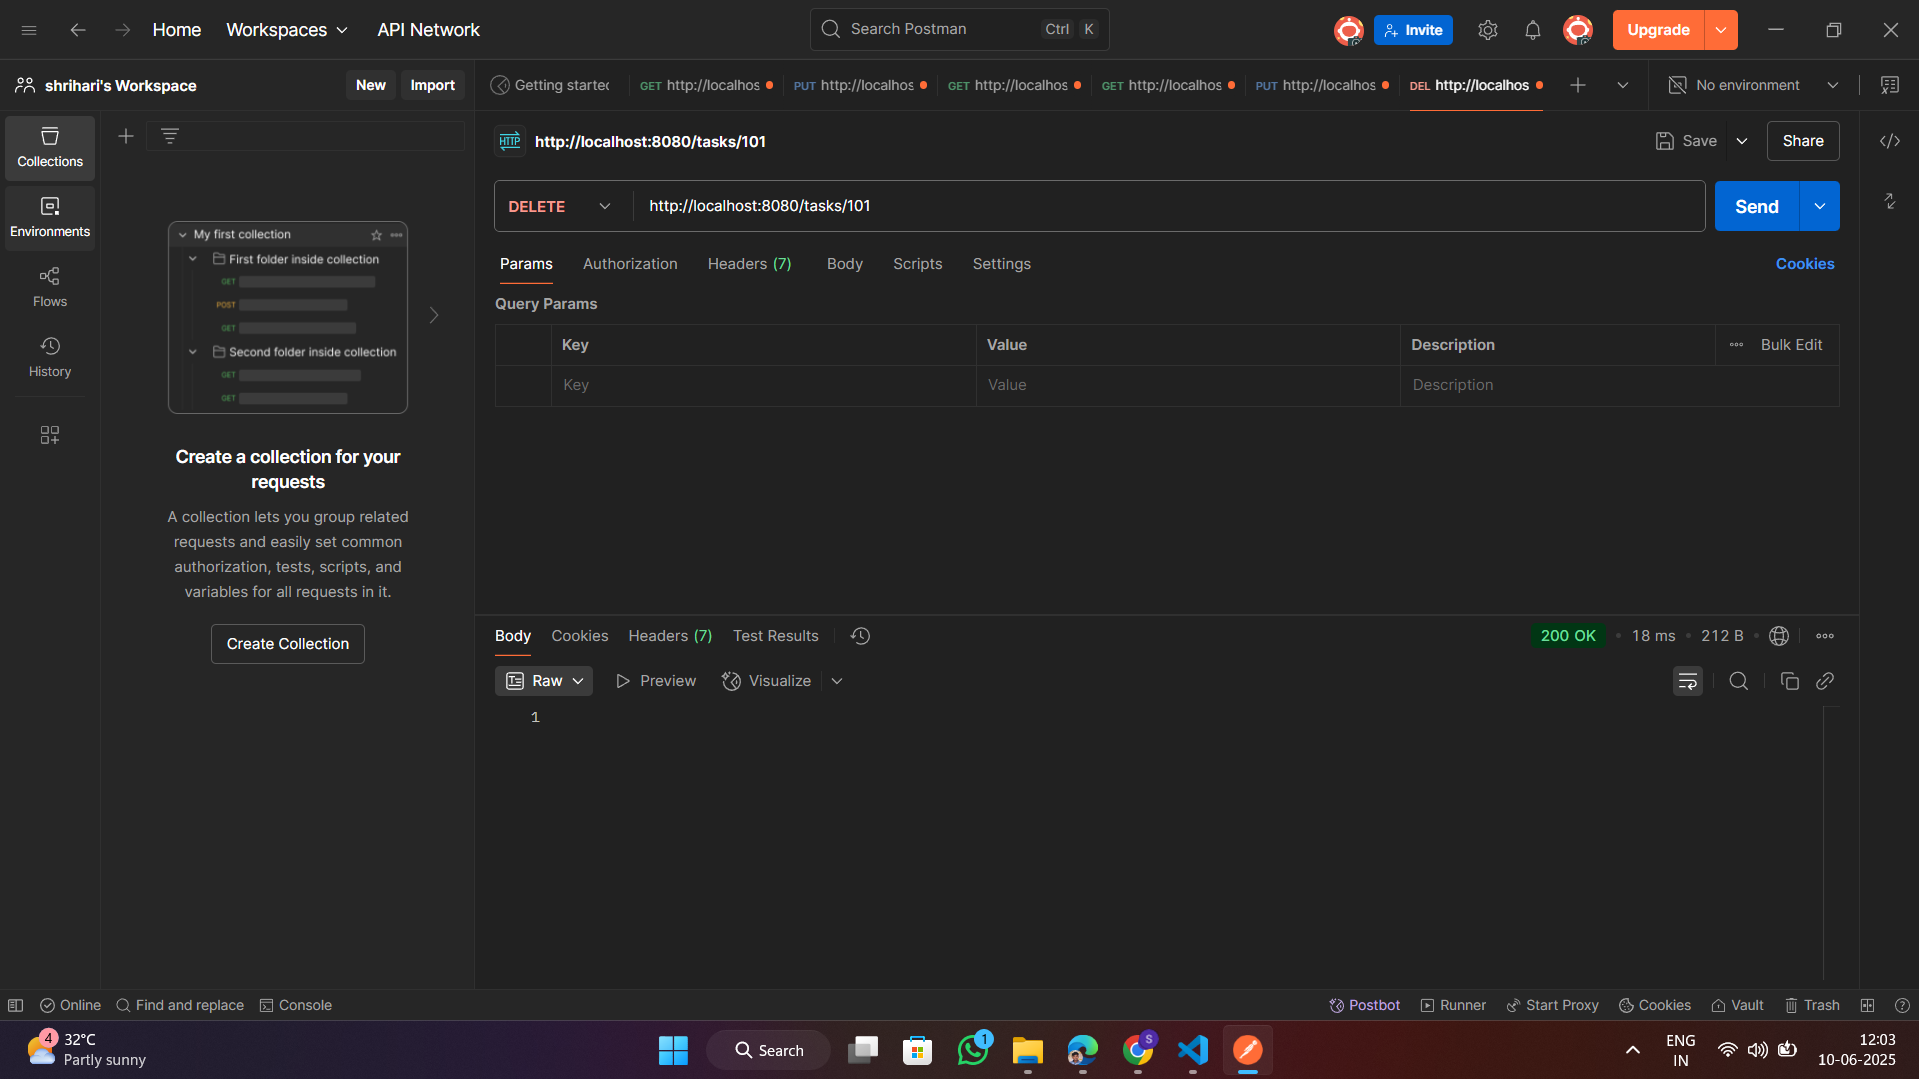 Home
Workspaces
API Network
Search Postman
Ctrl K
Invite
Upgrade
shrihari's Workspace
New
Import
Getting started
GET http://localhos
PUT http://localhos
GET http://localhos
GET http://localhos
PUT http://localhos
DEL http://localhos
No environment
Collections
Environments
Flows
History
My first collection
First folder inside collection
GET
POST
GET
Second folder inside collection
GET
GET
Create a collection for your
requests
A collection lets you group related
requests and easily set common
authorization, tests, scripts, and
variables for all requests in it.
Create Collection
HTTP http://localhost:8080/tasks/101
Save
Share
DELETE http://localhost:8080/tasks/101
Send
Params Authorization Headers (7) Body Scripts Settings
Cookies
Query Params
Key Value Description Bulk Edit
Key Value Description
Body Cookies Headers (7) Test Results
200 OK • 18 ms • 212 B
Raw Preview Visualize
1
Online Find and replace Console
Postbot Runner Start Proxy Cookies Vault Trash
4
32°C
Partly sunny
Search
1
S
ENG
IN
12:03
10-06-2025